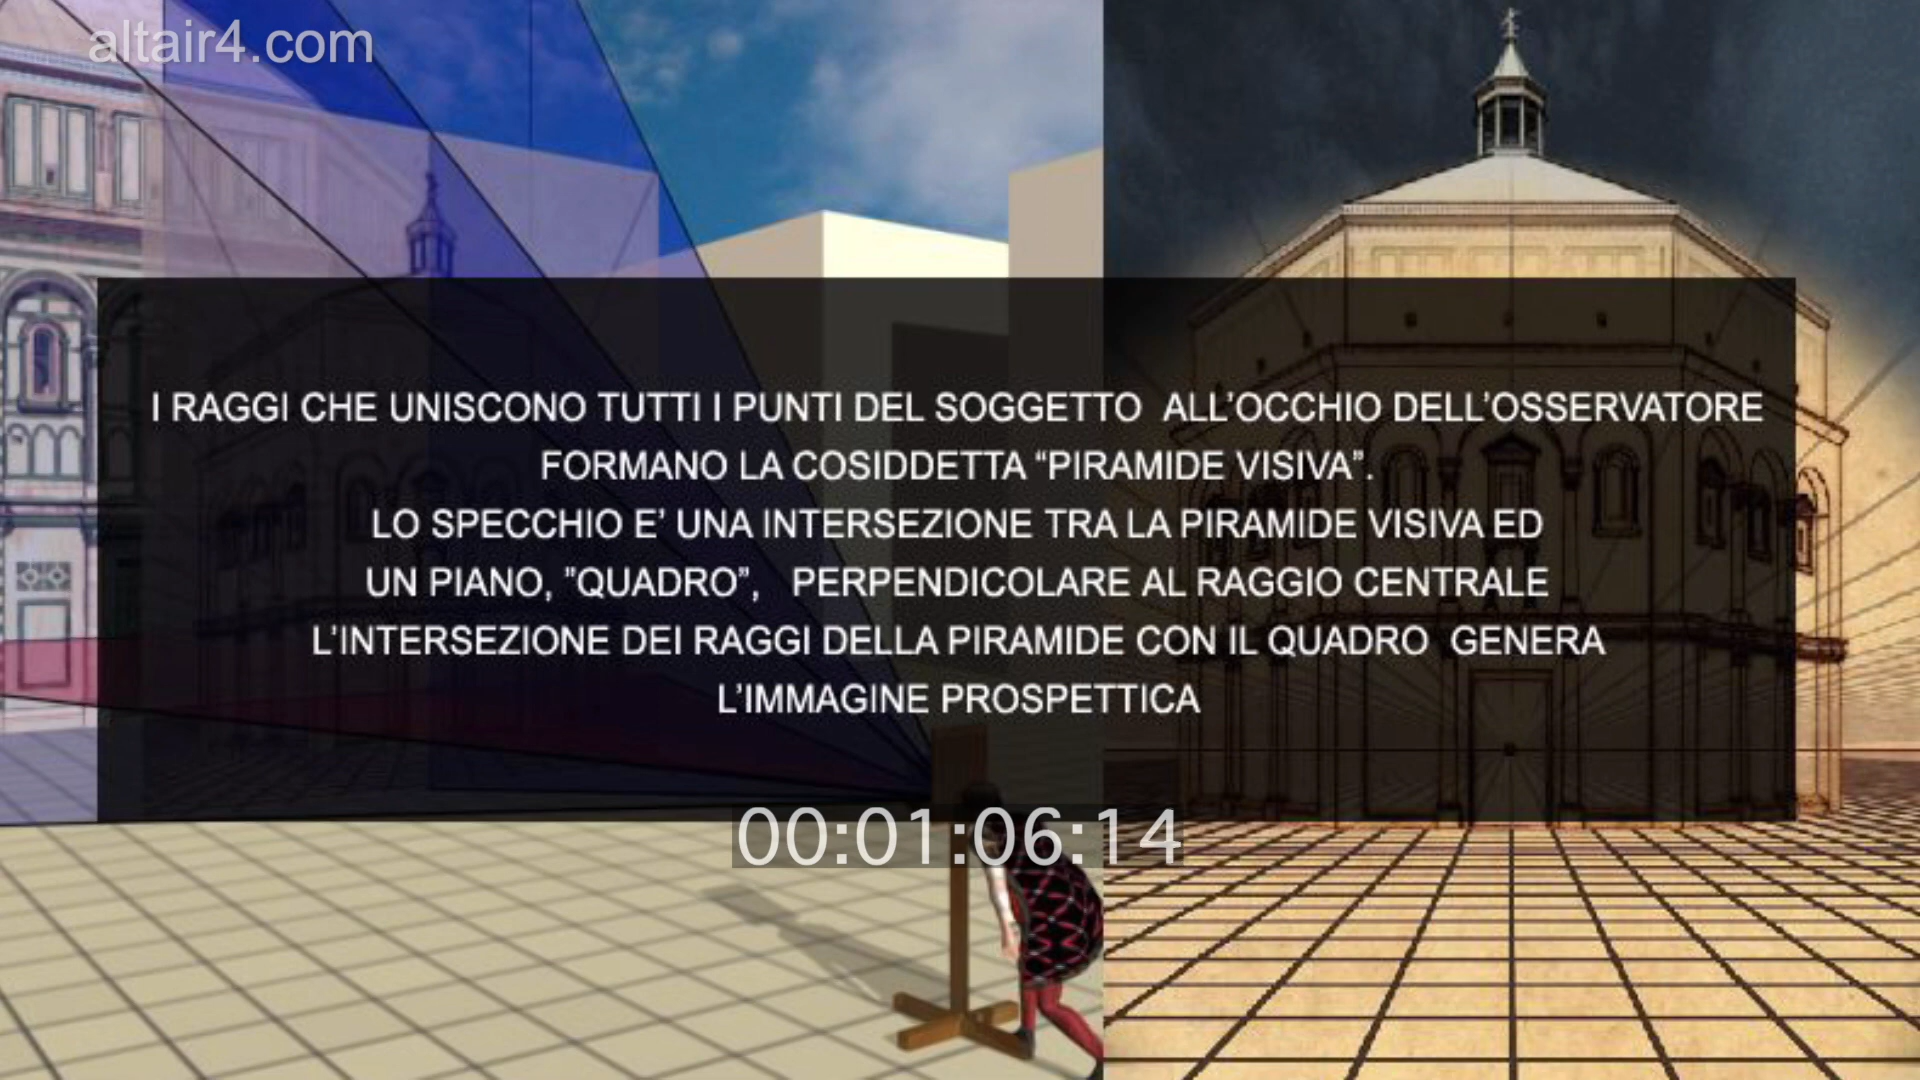 altair4.com
I RAGGI CHE UNISCONO TUTTI I PUNTI DEL SOGGETTO ALL'OCCHIO DELL'OSSERVATORE
FORMANO LA COSIDDETTA “PIRAMIDE VISIVA”.
LO SPECCHIO E’ UNA INTERSEZIONE TRA LA PIRAMIDE VISIVA ED
UN PIANO, ”QUADRO”, PERPENDICOLARE AL RAGGIO CENTRALE
L’INTERSEZIONE DEI RAGGI DELLA PIRAMIDE CON IL QUADRO GENERA
L’IMMAGINE PROSPETTICA
00:01:06:14